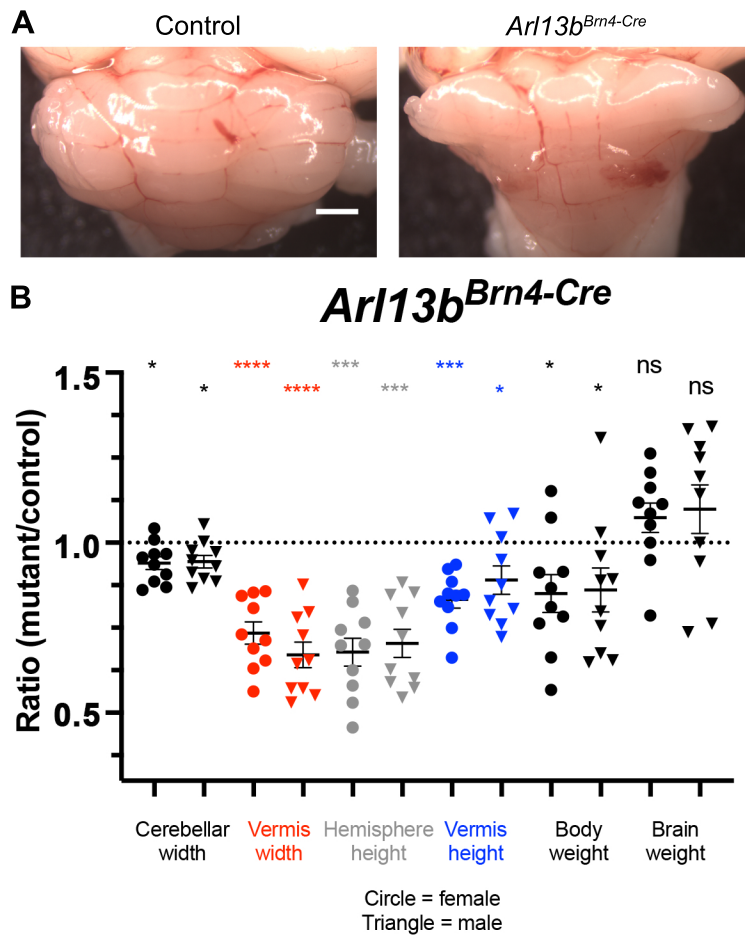 A
Control
Arl13bBrn4-Cre
B
Arl13bBrn4-Cre
* **** *** *** * ns
* **** *** * * ns
1.5
1.0
0.5
Ratio (mutant/control)
Cerebellar width
Vermis width
Hemisphere height
Vermis height
Body weight
Brain weight
Circle = female
Triangle = male